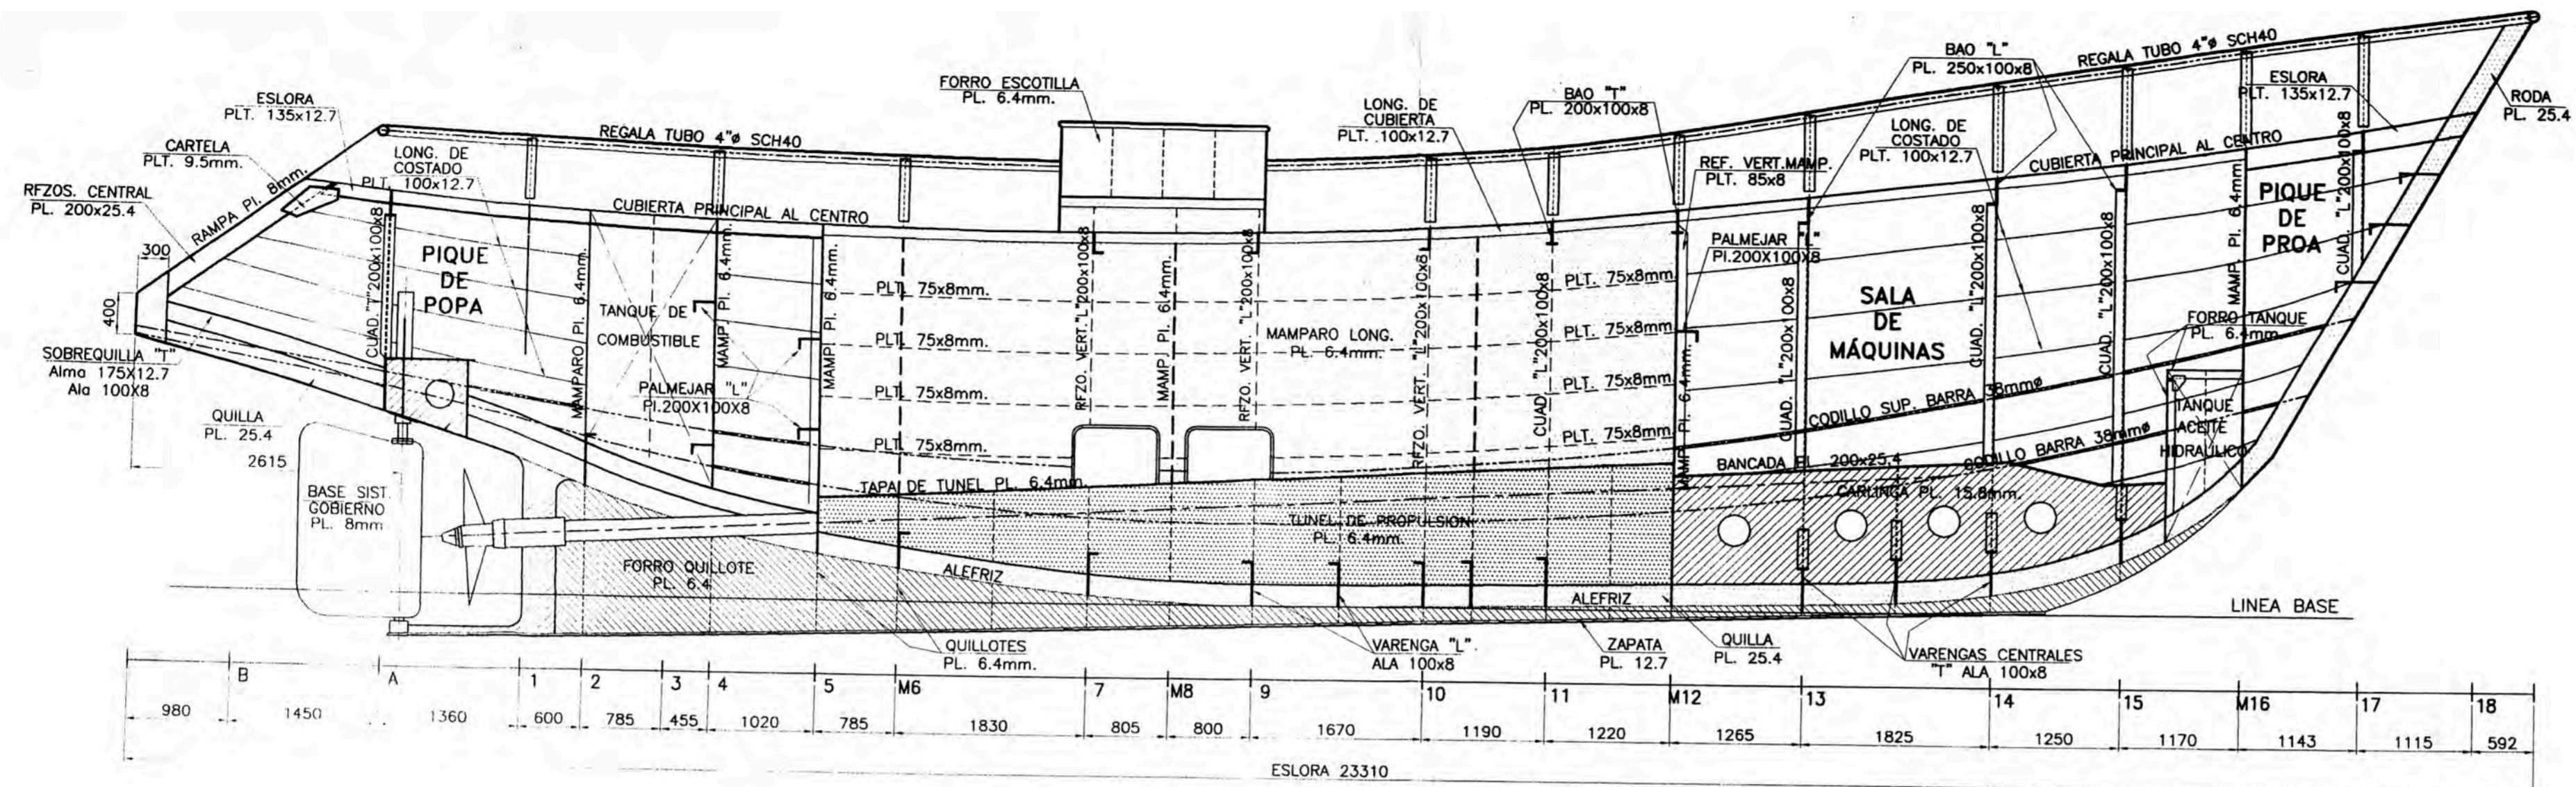 FORRO ESCOTILLA
PL. 6.4mm.
ESLORA
PLT. 135x12.7
CARTELA
PLT. 9.5mm.
RFZOS. CENTRAL
PL. 200x25.4
RAMPA Pl. 8mm.
REGALA TUBO 4"ø SCH40
LONG. DE
COSTADO
PLT. 100x12.7
CUBIERTA PRINCIPAL AL CENTRO
LONG. DE
CUBIERTA
PLT. 100x12.7
BAO "T"
PL. 200x100x8
BAO "L"
PL. 250x100x8
REGALA TUBO 4"ø SCH40
ESLORA
PLT. 135x12.7
RODA
PL. 25.4
REF. VERT.MAMP.
PLT. 85x8
LONG. DE
COSTADO
PLT. 100x12.7
CUBIERTA PRINCIPAL AL CENTRO
300
400
PIQUE
DE
POPA
CUAD."T"200x100x8
MAMPARO Pl. 6.4mm.
TANQUE DE
COMBUSTIBLE
MAMP. Pl. 6.4mm.
MAMP. Pl. 6.4mm.
PALMEJAR "L"
Pl.200X100X8
PLT. 75x8mm.
PLT. 75x8mm.
PLT. 75x8mm.
PLT. 75x8mm.
RFZO. VERT."L"200x100x8
MAMP. Pl. 6.4mm.
RFZO. VERT. "L"200x100x8
MAMPARO LONG.
PL. 6.4mm.
RFZO. VERT. "L"200x100x8
CUAD. "L"200x100x8
PLT. 75x8mm.
PLT. 75x8mm.
PLT. 75x8mm.
PLT. 75x8mm.
MAMP. Pl. 6.4mm.
PALMEJAR "L"
Pl.200X100X8
CUAD. "L"200x100x8
SALA
DE
MÁQUINAS
CUAD. "L"200x100x8
CUAD. "L"200x100x8
MAMP. Pl. 6.4mm.
PIQUE
DE
PROA
CUAD. "L"200x100x8
FORRO TANQUE
PL. 6.4mm.
TANQUE
ACEITE
HIDRAULICO
CODILLO SUP. BARRA 38mmø
CODILLO BARRA 38mmø
BANCADA Pl. 200x25.4
CARLINGA PL. 15.8mm.
SOBREQUILLA "T"
Alma 175X12.7
Ala 100X8
QUILLA
PL. 25.4
2615
BASE SIST.
GOBIERNO
PL. 8mm
TAPA DE TUNEL PL. 6.4mm.
TUNEL DE PROPULSION
PL. 6.4mm.
FORRO QUILLOTE
PL. 6.4
ALEFRIZ
ALEFRIZ
LINEA BASE
QUILLOTES
PL. 6.4mm.
VARENGA "L".
ALA 100x8
ZAPATA
PL. 12.7
QUILLA
PL. 25.4
VARENGAS CENTRALES
"T" ALA 100x8
B A 1 2 3 4 5 M6 7 M8 9 10 11 M12 13 14 15 M16 17 18
980 1450 1360 600 785 455 1020 785 1830 805 800 1670 1190 1220 1265 1825 1250 1170 1143 1115 592
ESLORA 23310